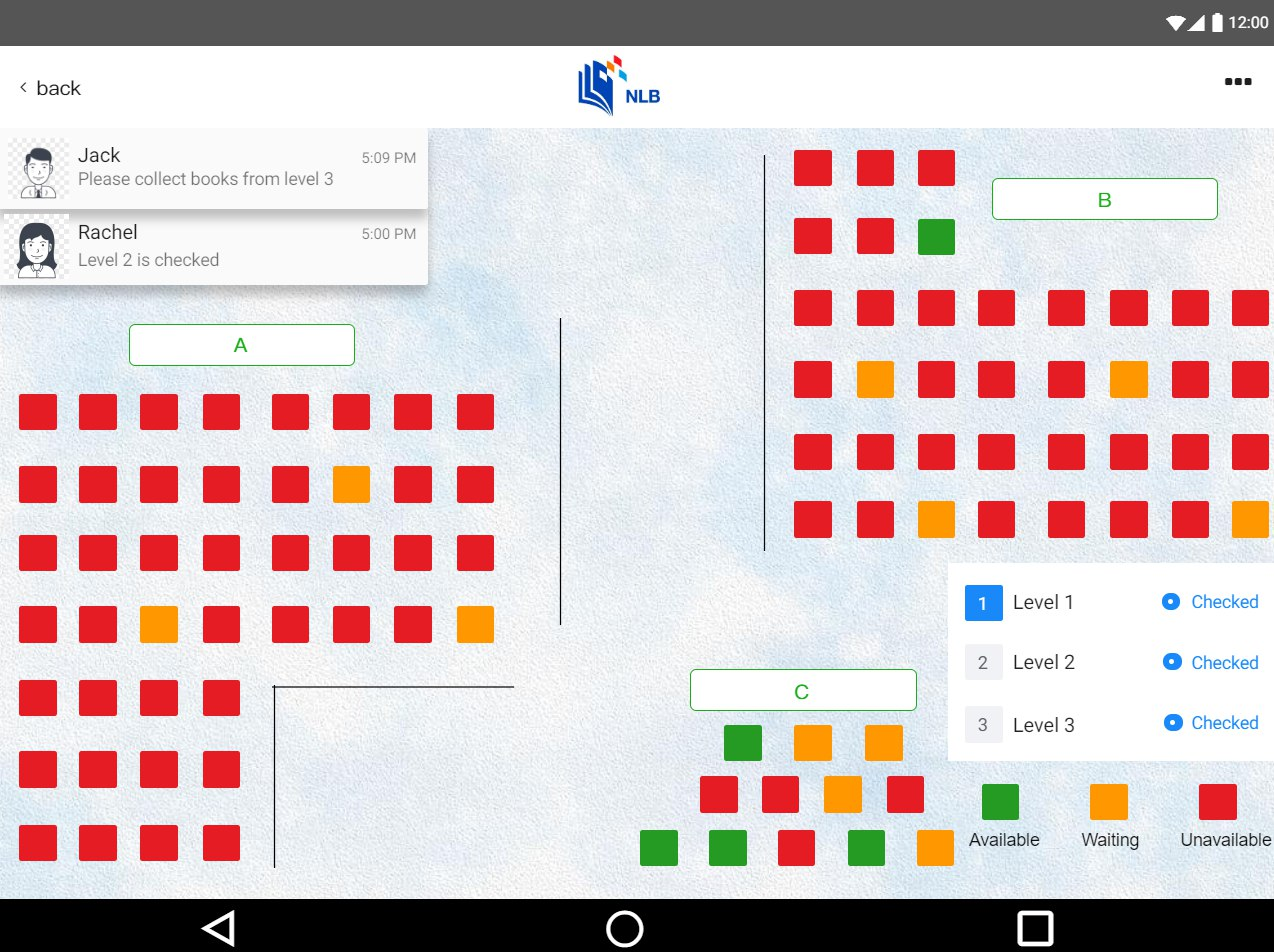 12:00
< back
NLB
Jack
5:09 PM
Please collect books from level 3
Rachel
5:00 PM
Level 2 is checked
B
A
1 Level 1 Checked
2 Level 2 Checked
3 Level 3 Checked
C
Available Waiting Unavailable